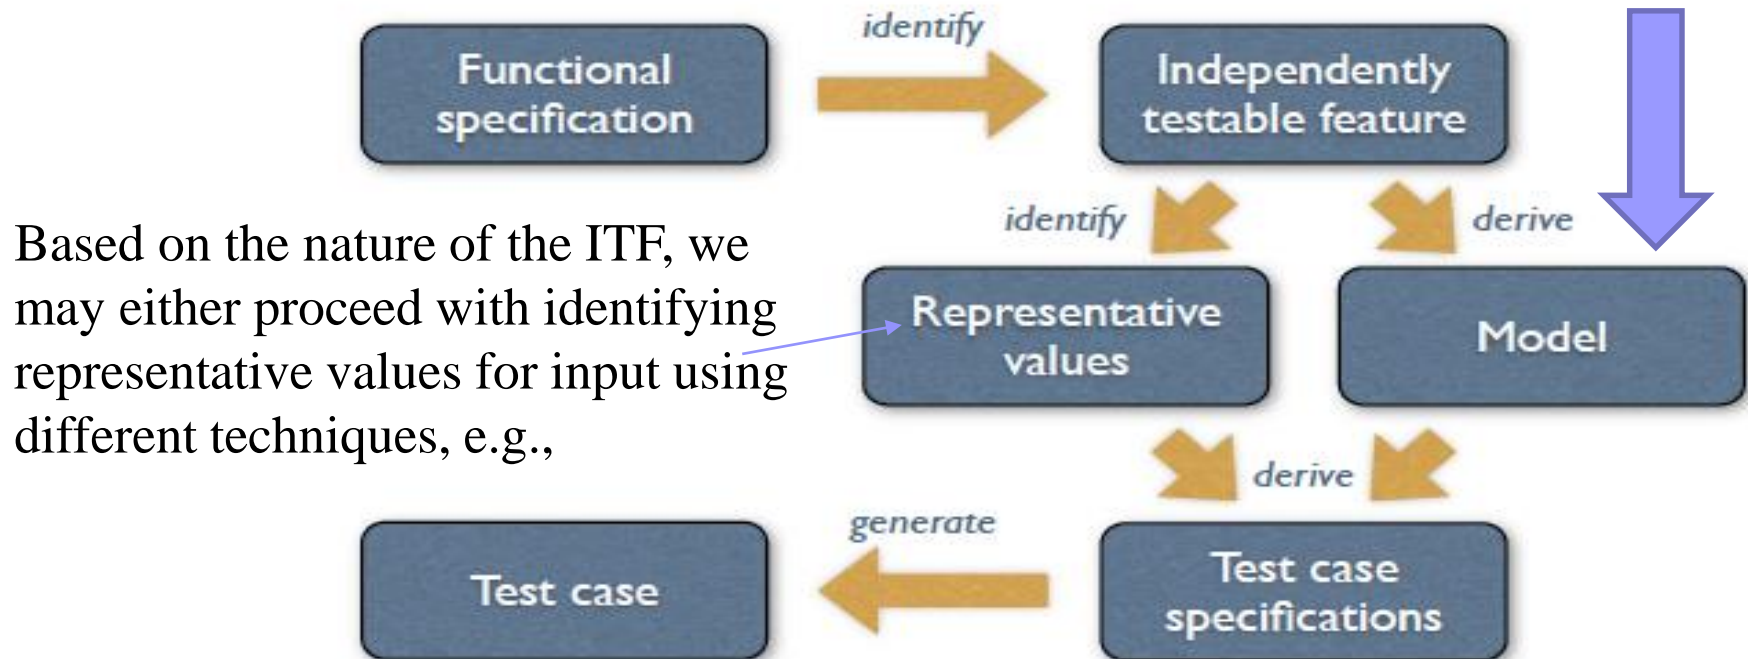 identify
Functional
specification
Independently
testable feature
identify
derive
Based on the nature of the ITF, we
may either proceed with identifying
representative values for input using
different techniques, e.g.,
Representative
values
Model
derive
generate
Test case
Test case
specifications